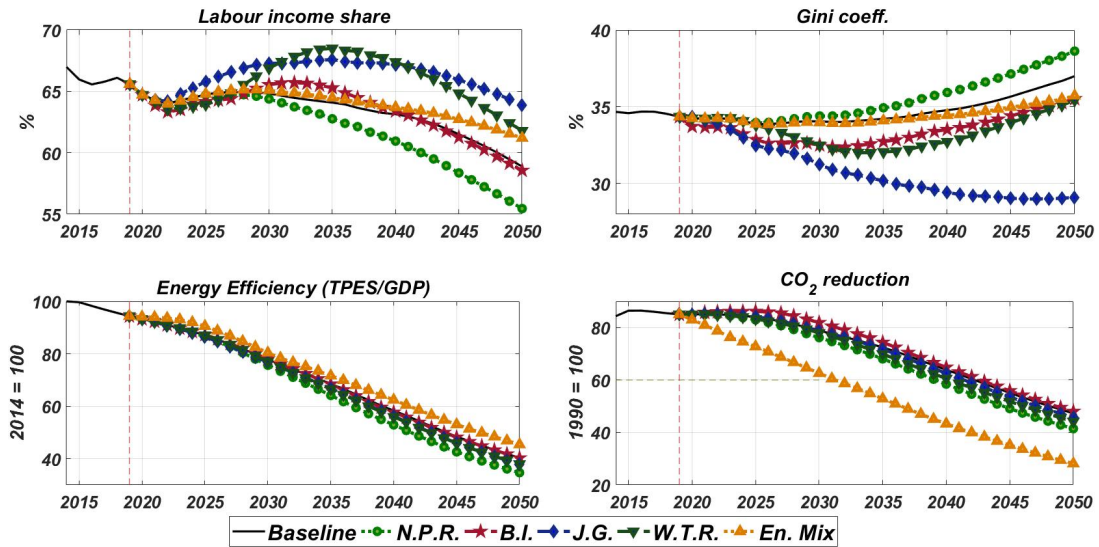 Labour income share
Gini coeff.
70
65
60
55
%
2015 2020 2025 2030 2035 2040 2045 2050
40
35
30
%
2015 2020 2025 2030 2035 2040 2045 2050
Energy Efficiency (TPES/GDP)
CO2 reduction
100
80
60
40
2014 = 100
2015 2020 2025 2030 2035 2040 2045 2050
80
60
40
20
1990 = 100
2015 2020 2025 2030 2035 2040 2045 2050
Baseline N.P.R. B.I. J.G. W.T.R. En. Mix